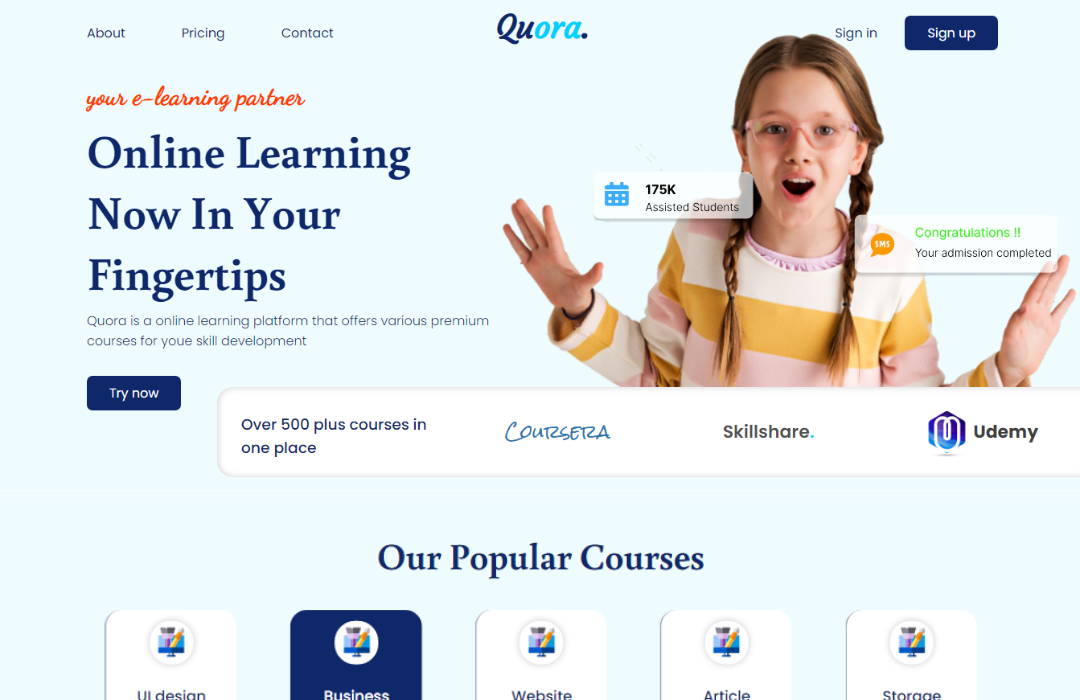 About
Pricing
Contact
Quora.
Sign in
Sign up
your e-learning partner
Online Learning
Now In Your
Fingertips
Quora is a online learning platform that offers various premium
courses for youe skill development
Try now
175K
Assisted Students
SMS
Congratulations !!
Your admission completed
Over 500 plus courses in
one place
Coursera
Skillshare.
Udemy
Our Popular Courses
UI design
Business
Website
Article
Storage